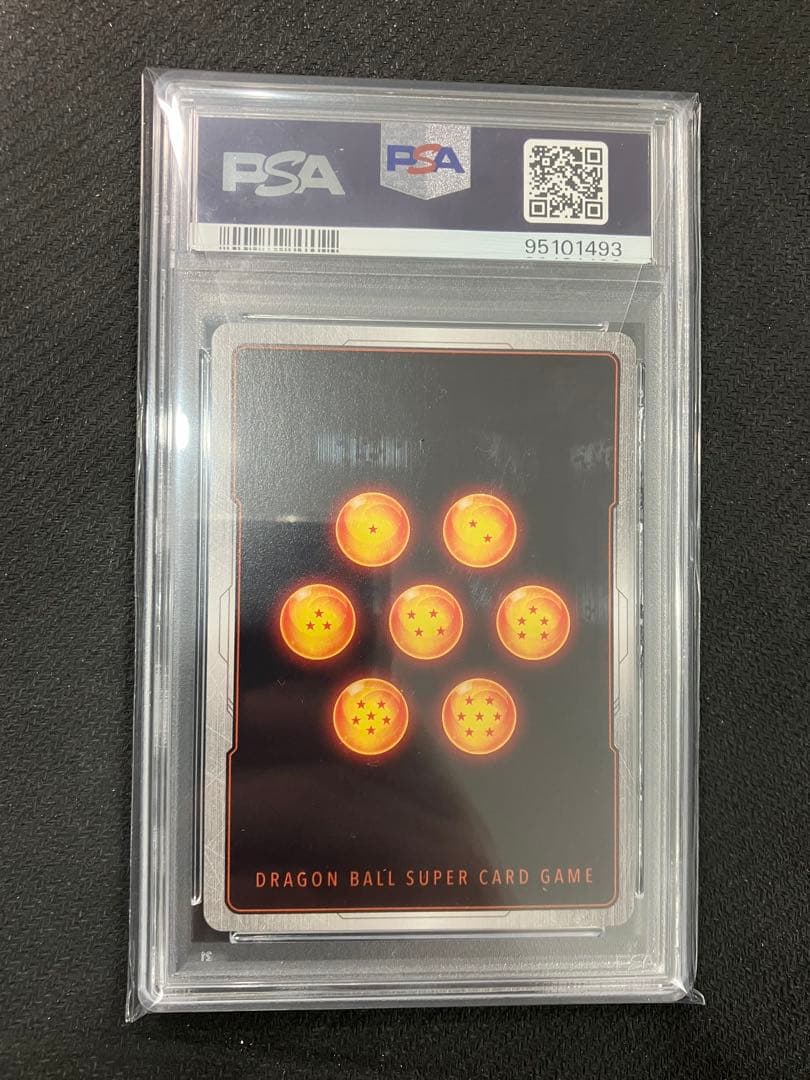 PSA
PSA
95101493
DRAGON BALL SUPER CARD GAME